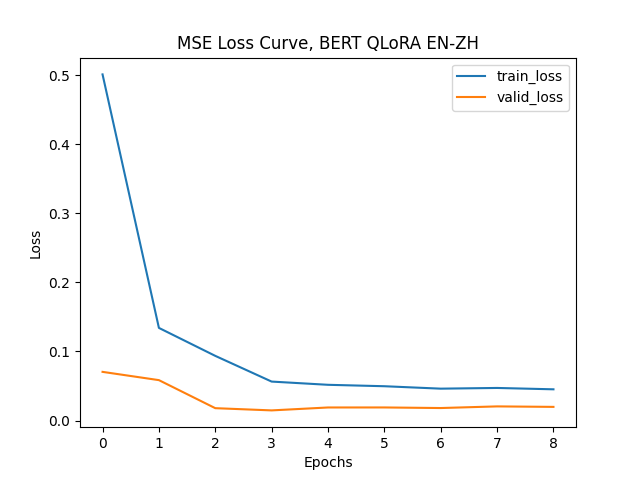 MSE Loss Curve, BERT QLoRA EN-ZH
train_loss
valid_loss
0.5
0.4
0.3
0.2
0.1
0.0
Loss
0 1 2 3 4 5 6 7 8
Epochs